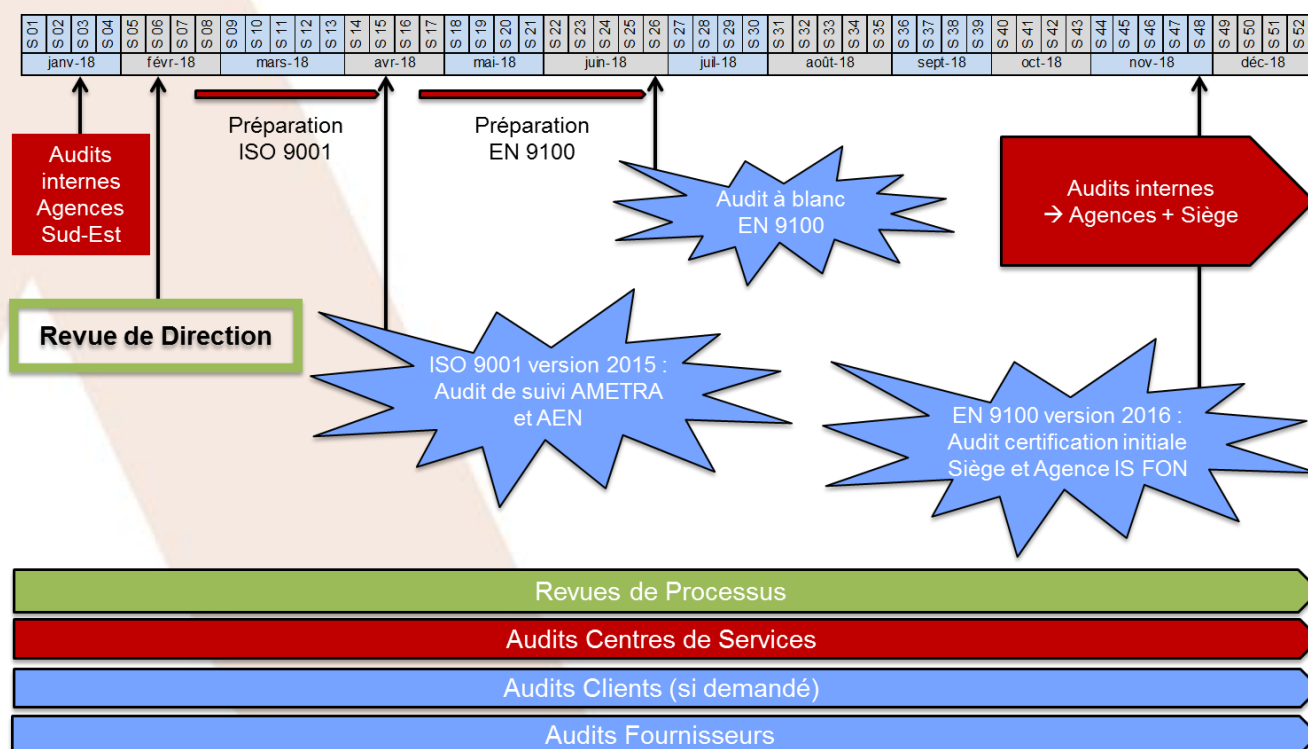 S 01 S 02 S 03 S 04 S 05 S 06 S 07 S 08 S 09 S 10 S 11 S 12 S 13 S 14 S 15 S 16 S 17 S 18 S 19 S 20 S 21 S 22 S 23 S 24 S 25 S 26 S 27 S 28 S 29 S 30 S 31 S 32 S 33 S 34 S 35 S 36 S 37 S 38 S 39 S 40 S 41 S 42 S 43 S 44 S 45 S 46 S 47 S 48 S 49 S 50 S 51 S 52
janv-18 févr-18 mars-18 avr-18 mai-18 juin-18 juil-18 août-18 sept-18 oct-18 nov-18 déc-18
Audits
internes
Agences
Sud-Est
Préparation
ISO 9001
Préparation
EN 9100
Audit à blanc
EN 9100
Audits internes
→ Agences + Siège
Revue de Direction
ISO 9001 version 2015 :
Audit de suivi AMETRA
et AEN
EN 9100 version 2016 :
Audit certification initiale
Siège et Agence IS FON
Revues de Processus
Audits Centres de Services
Audits Clients (si demandé)
Audits Fournisseurs